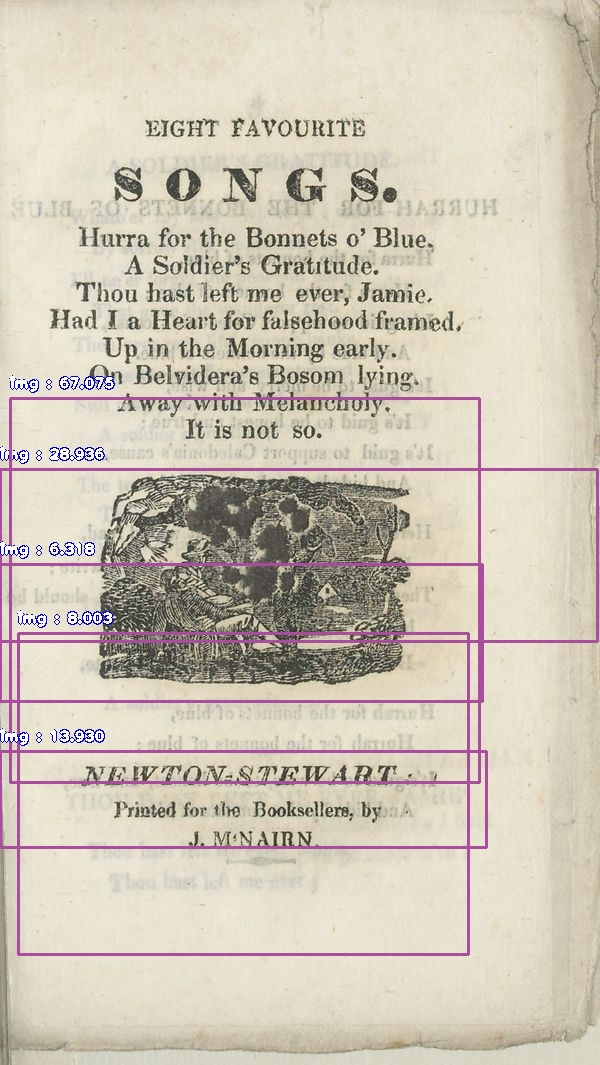 EIGHT FAVOURITE
SONGS.
Hurra for the Bonnets o' Blue.
A Soldier's Gratitude.
Thou hast left me ever, Jamie.
Had I a Heart for falsehood framed.
Up in the Morning early.
On Belvidera's Bosom lying.
img : 67.075
Away with Melancholy.
It is not so.
img : 28.936
img : 6.318
img : 8.003
img : 13.930
NEWTON-STEWART:
Printed for the Booksellers, by
J. McNAIRN.